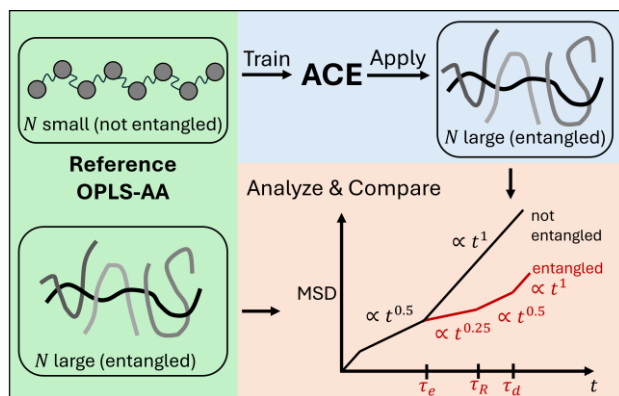 Train
ACE
Apply
N small (not entangled)
N large (entangled)
Reference
OPLS-AA
N large (entangled)
Analyze & Compare
MSD
∝ t^0.5
∝ t^1
not
entangled
entangled
∝ t^0.25
∝ t^0.5
∝ t^1
τ_e
τ_R
τ_d
t